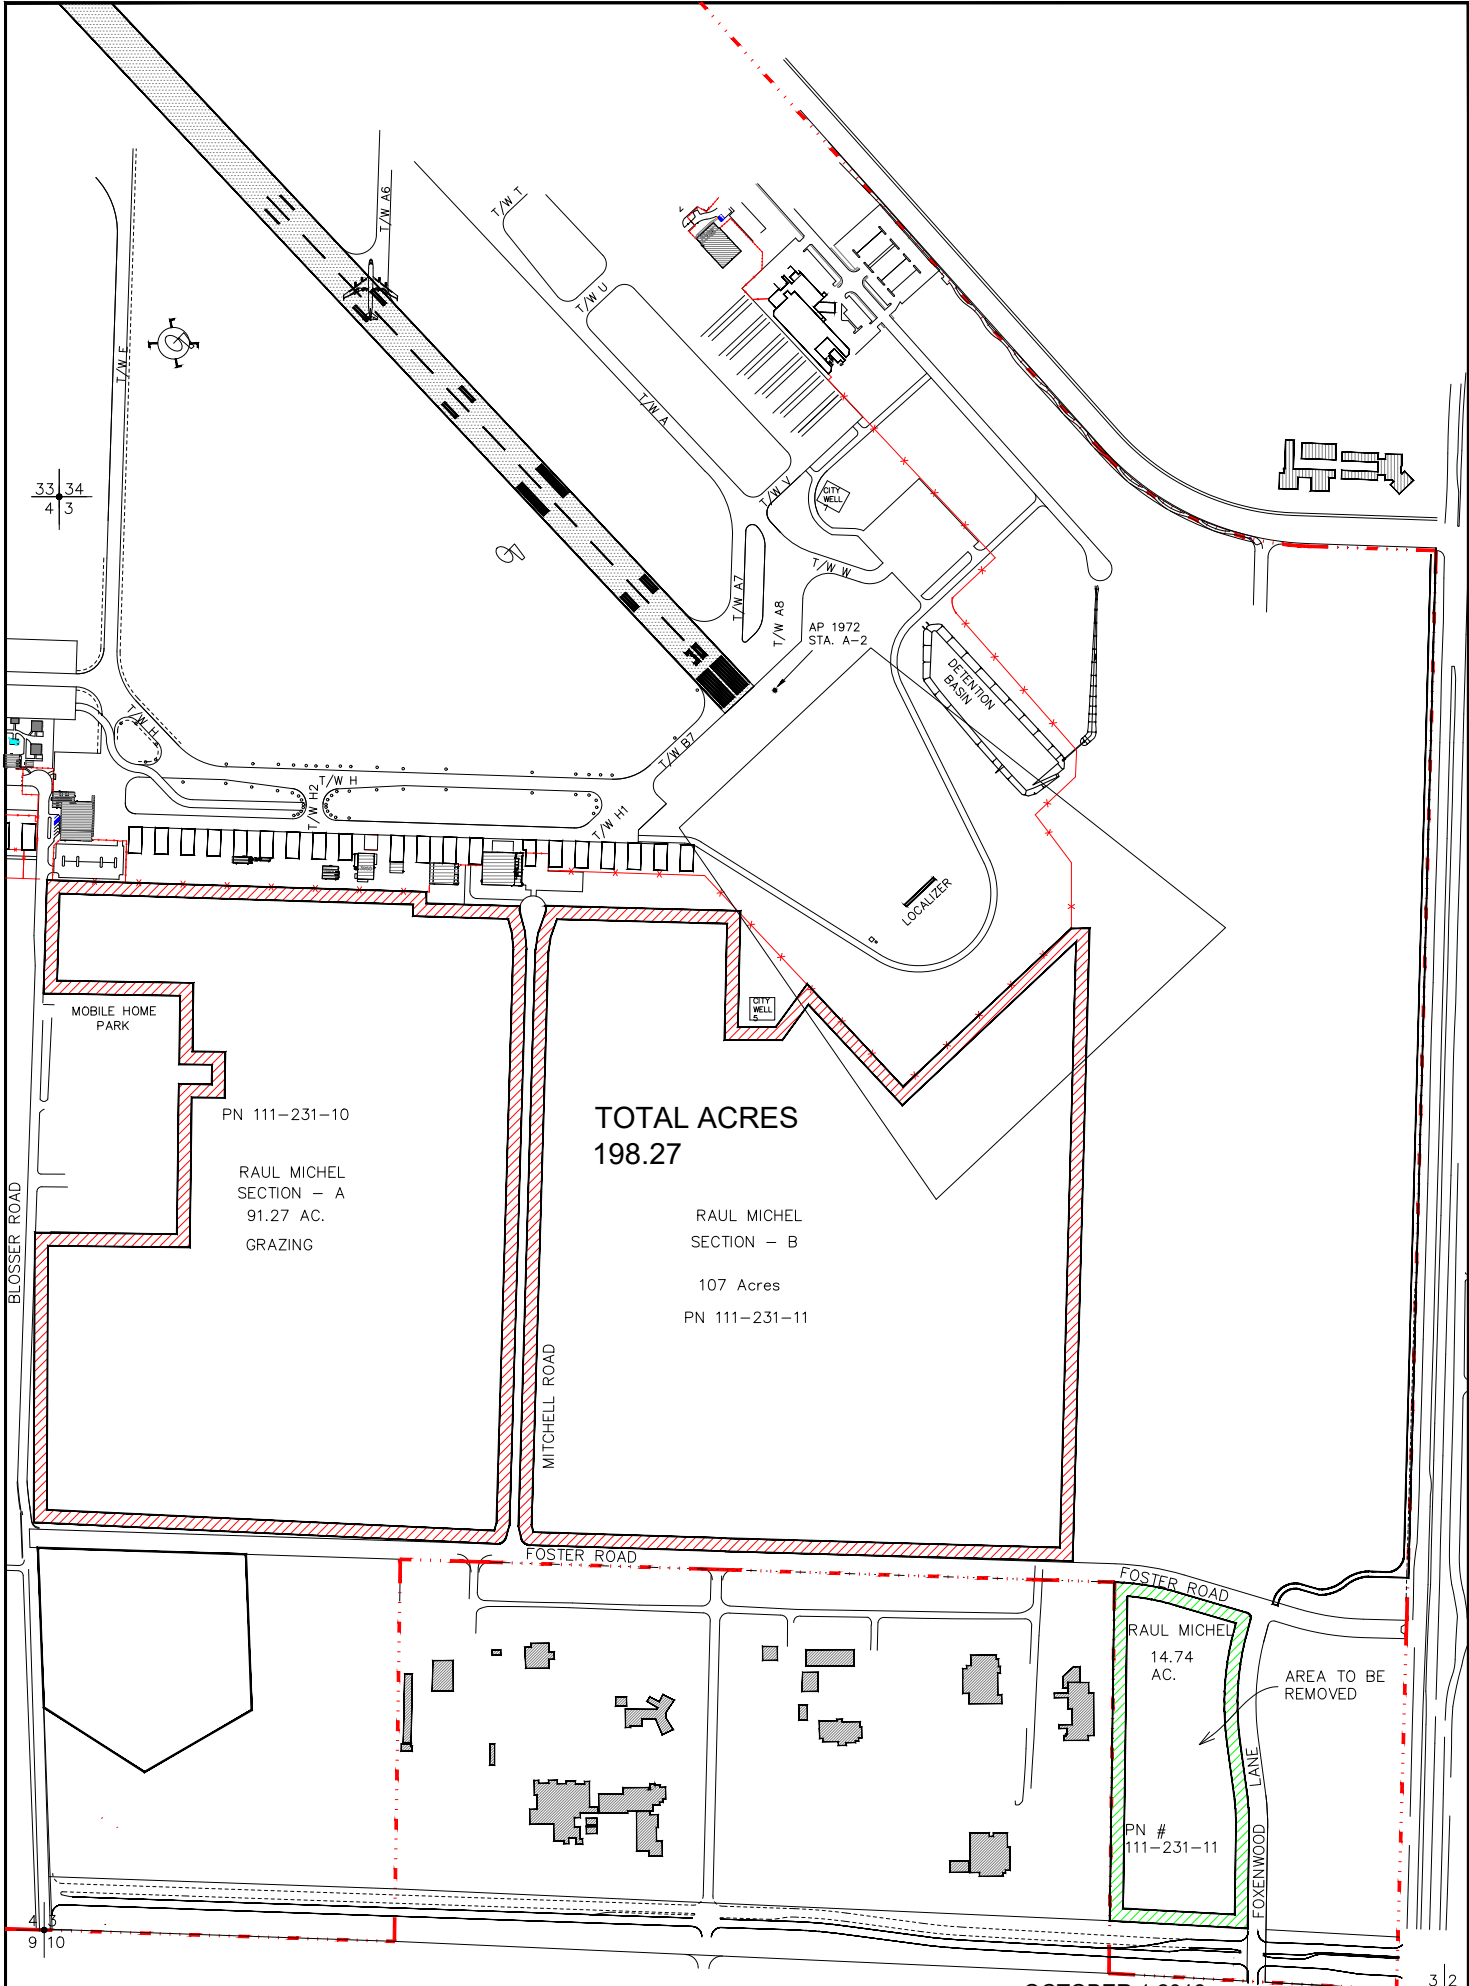 T/W A6
T/W T
T/W U
T/W E
T/W A
33 34
4 3
T/W V
CITY
WELL
7
T/W W
T/W A7
T/W A8
AP 1972
STA. A-2
DETENTION
BASIN
T/W H
T/W B7
T/W H
T/W H2
T/W H1
LOCALIZER
MOBILE HOME
PARK
CITY
WELL
5
PN 111-231-10
TOTAL ACRES
198.27
RAUL MICHEL
SECTION - A
91.27 AC.
GRAZING
RAUL MICHEL
SECTION - B
107 Acres
PN 111-231-11
BLOSSER ROAD
MITCHELL ROAD
FOSTER ROAD
FOSTER ROAD
RAUL MICHEL
14.74
AC.
AREA TO BE
REMOVED
PN #
111-231-11
FOXENWOOD LANE
4 3
9 10
3 2